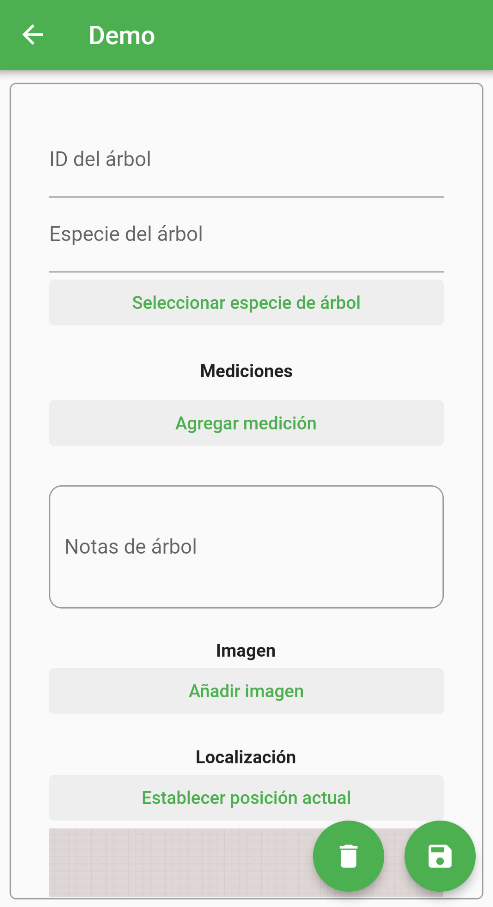 Demo
ID del árbol
Especie del árbol
Seleccionar especie de árbol
Mediciones
Agregar medición
Notas de árbol
Imagen
Añadir imagen
Localización
Establecer posición actual